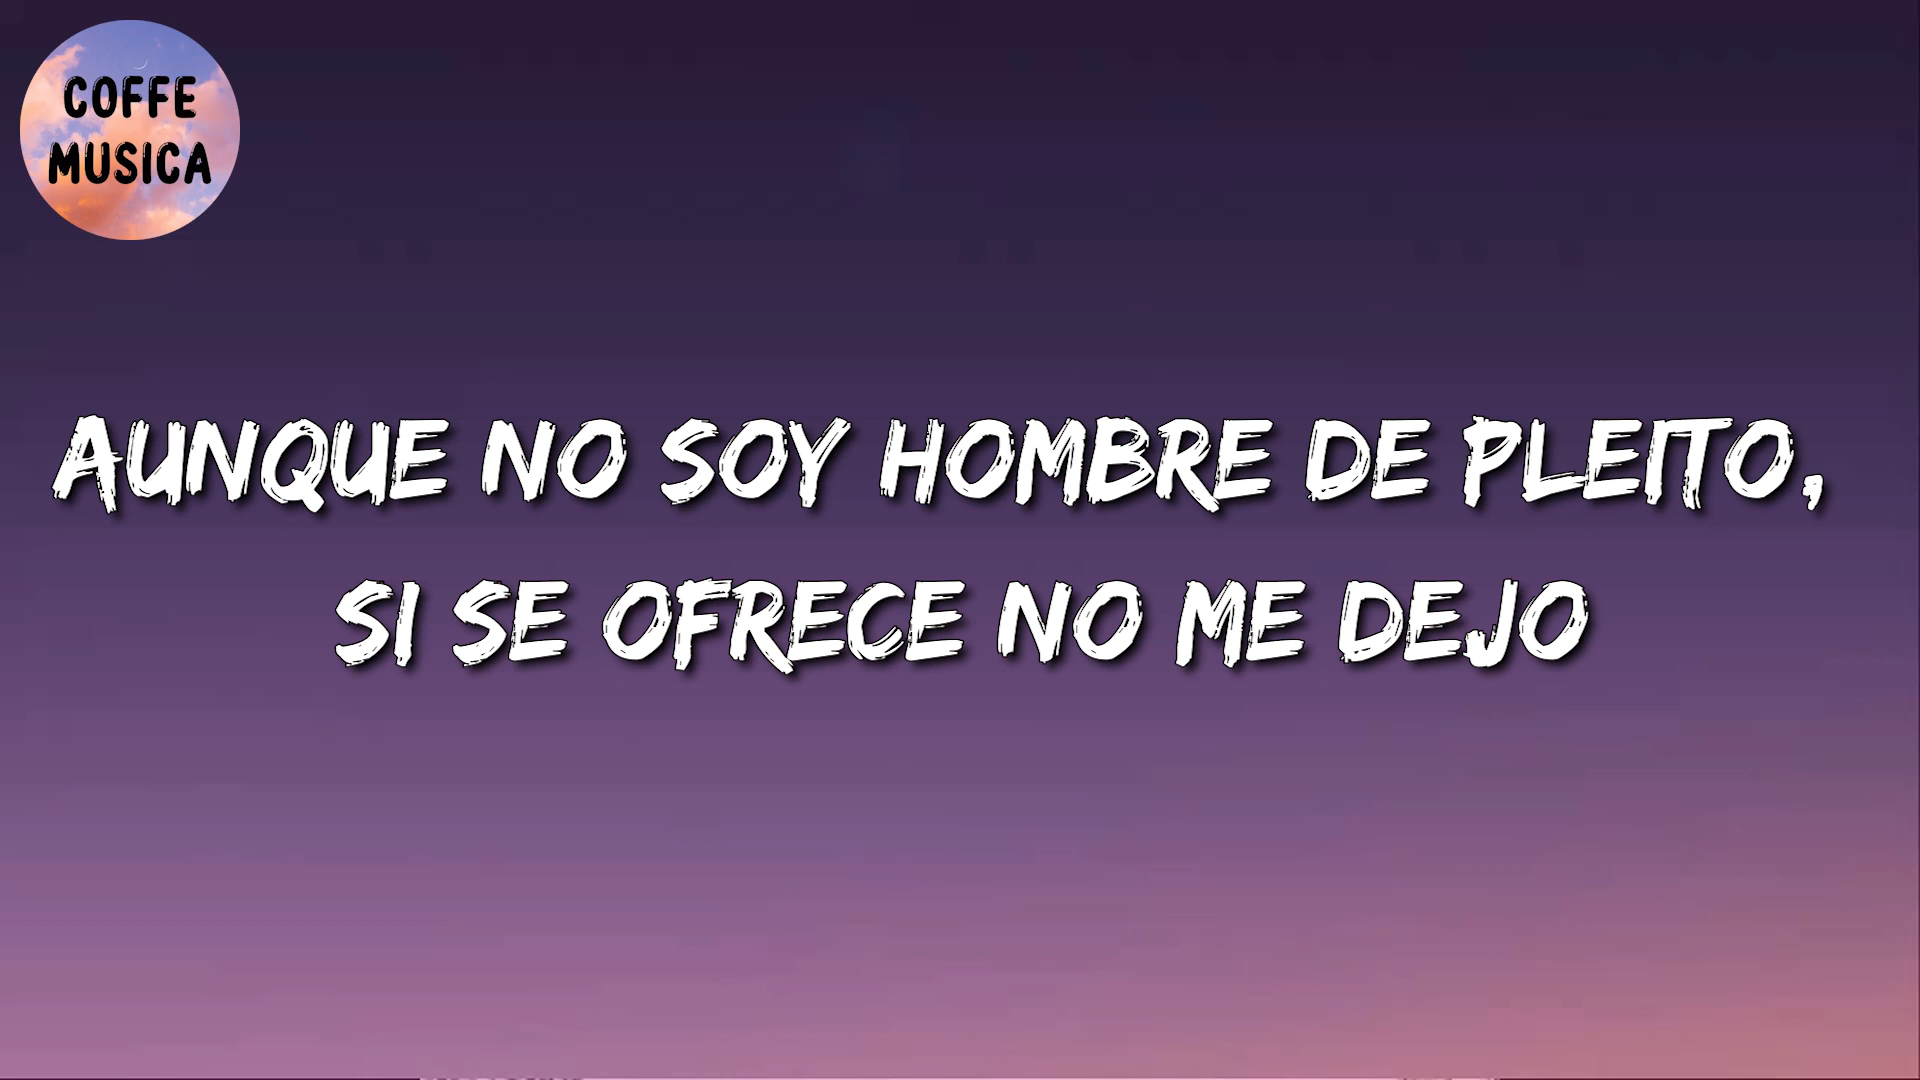 COFFE
MUSICA
AUNQUE NO SOY HOMBRE DE PLEITO,
SI SE OFRECE NO ME DEJO